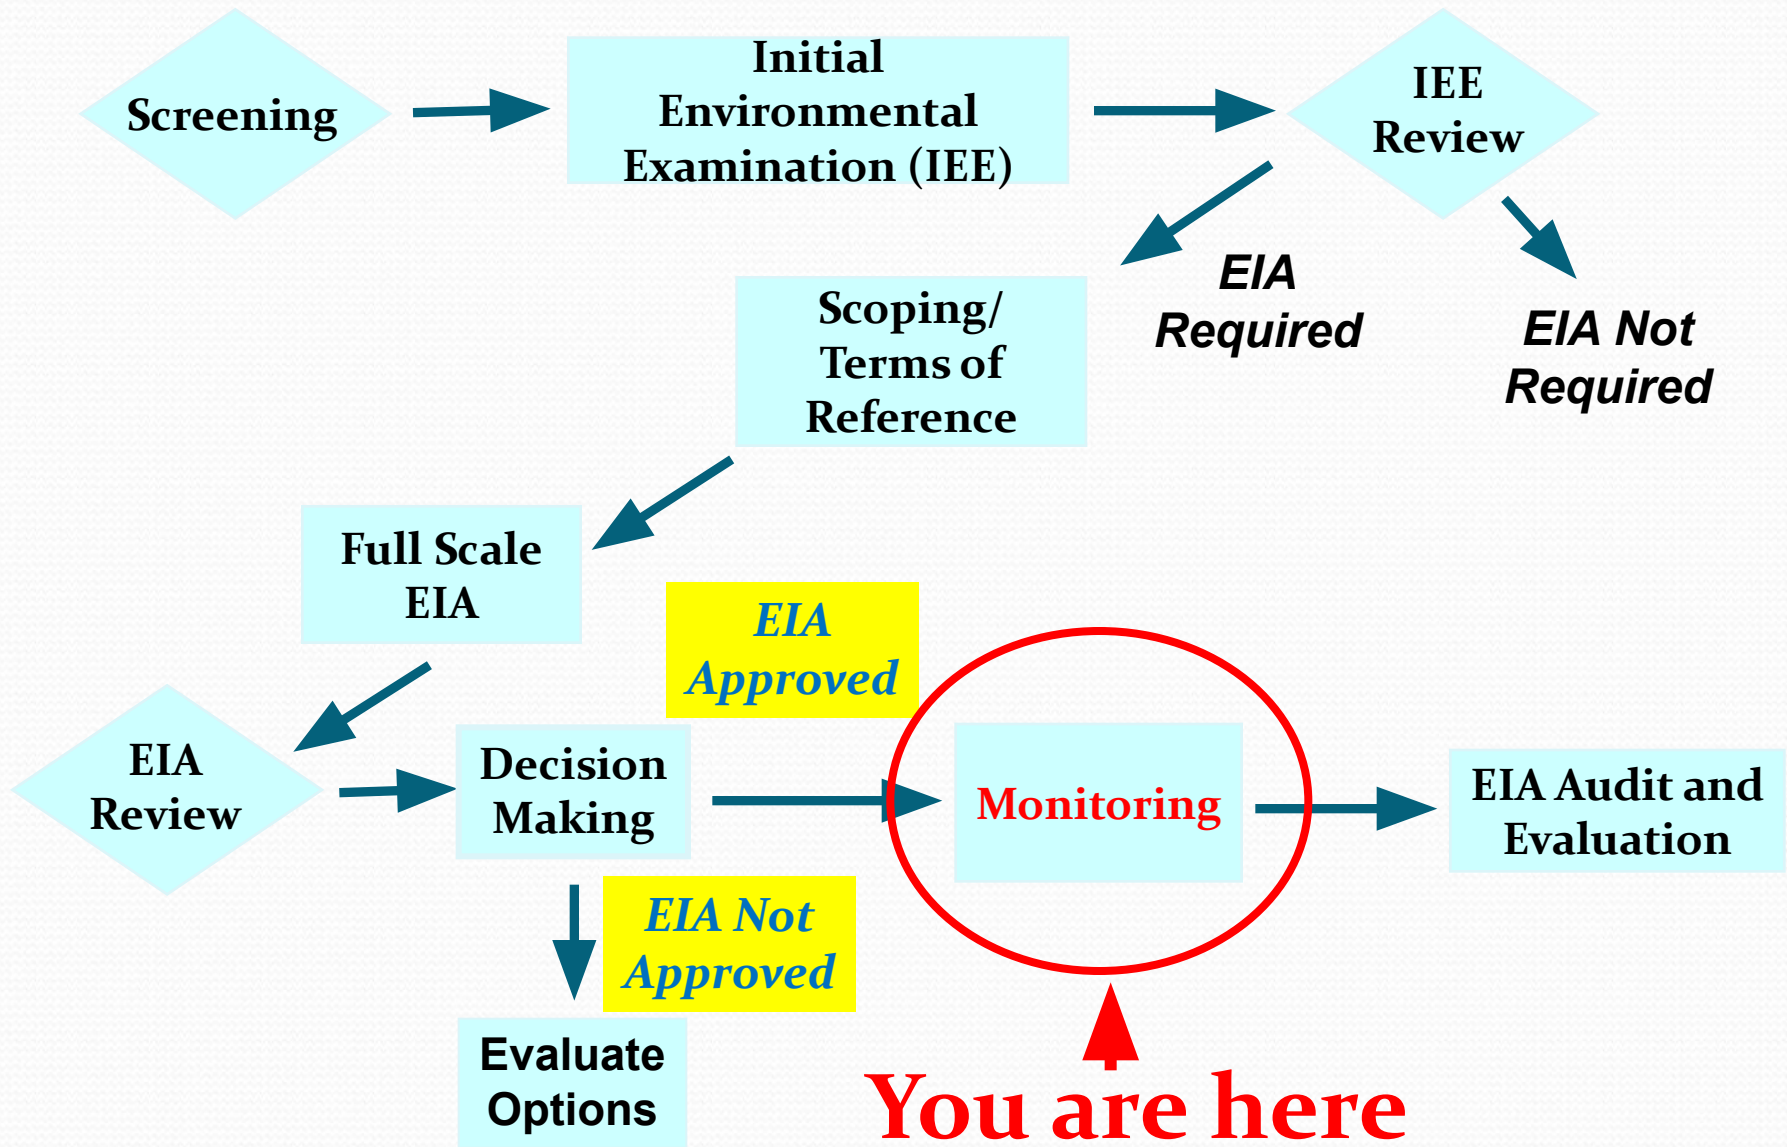 Screening
Initial
Environmental
Examination (IEE)
IEE
Review
EIA
Required
EIA Not
Required
Scoping/
Terms of
Reference
Full Scale
EIA
EIA
Approved
EIA
Review
Decision
Making
Monitoring
EIA Audit and
Evaluation
EIA Not
Approved
Evaluate
Options
You are here